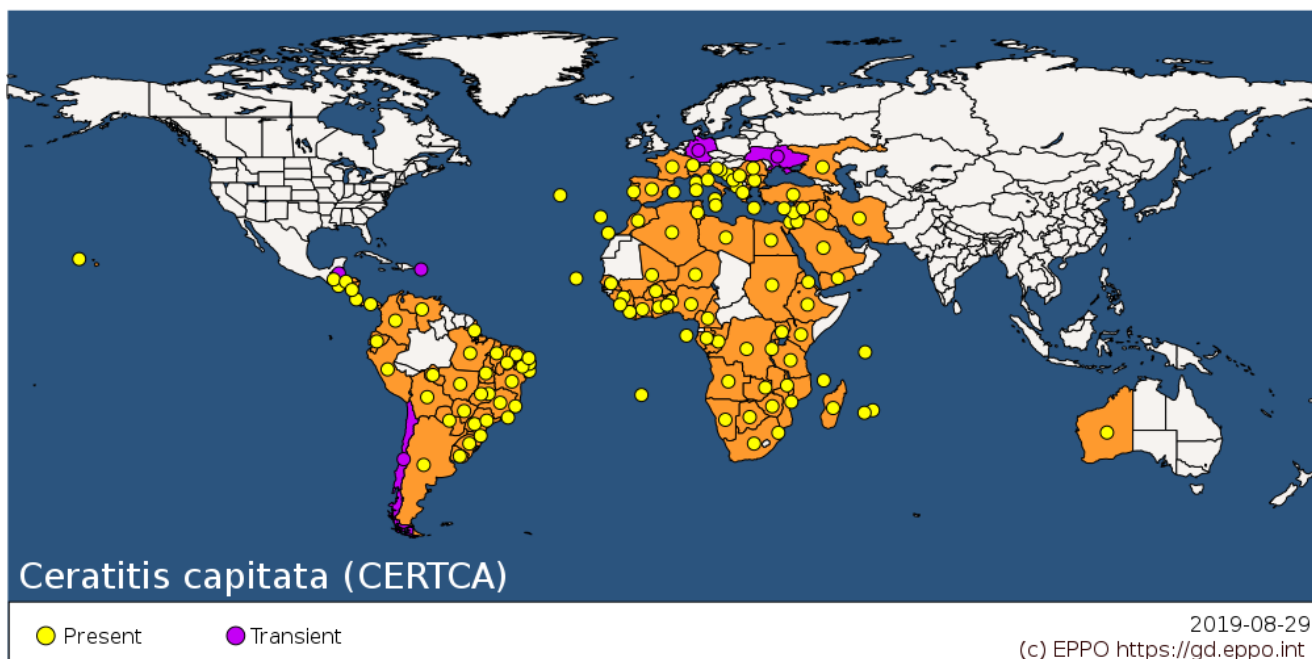 Ceratitis capitata (CERTCA)
Present
Transient
2019-08-29
(c) EPPO https://gd.eppo.int